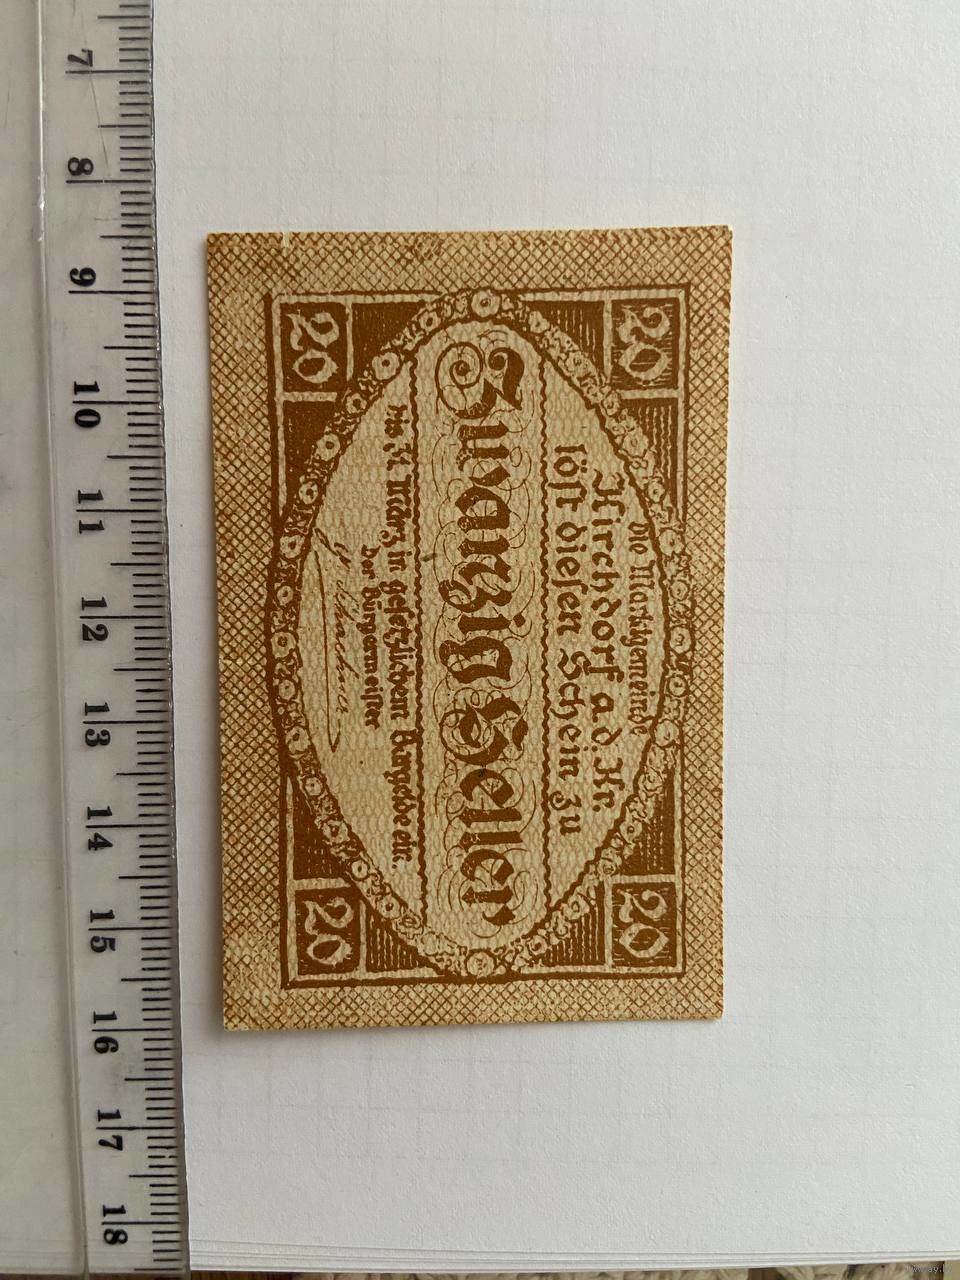 20
20
Die Marktgemeinde
Kirchdorf a. d. Kr.
löst diesen Schein zu
Zwanzig Heller
bis 31. März in gesetzlichem Bargelde ein.
Der Bürgermeister
20
20
7
8
9
10
11
12
13
14
15
16
17
18